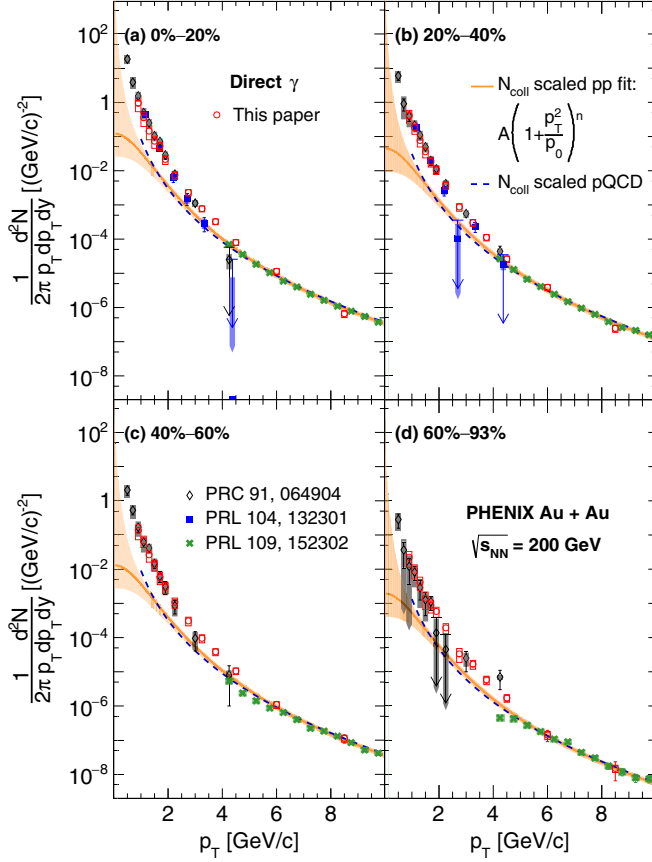 (a) 0%–20%
Direct γ
This paper
(b) 20%–40%
N_coll scaled pp fit:
A(1+p_T^2/p_0)^n
N_coll scaled pQCD
10^2
1
10^−2
10^−4
10^−6
10^−8
1/2π d^2N/p_T dp_T dy [(GeV/c)^-2]
(c) 40%–60%
PRC 91, 064904
PRL 104, 132301
PRL 109, 152302
(d) 60%–93%
PHENIX Au + Au
√s_NN = 200 GeV
10^2
1
10^−2
10^−4
10^−6
10^−8
1/2π d^2N/p_T dp_T dy [(GeV/c)^-2]
2 4 6 8
2 4 6 8
p_T [GeV/c]
p_T [GeV/c]